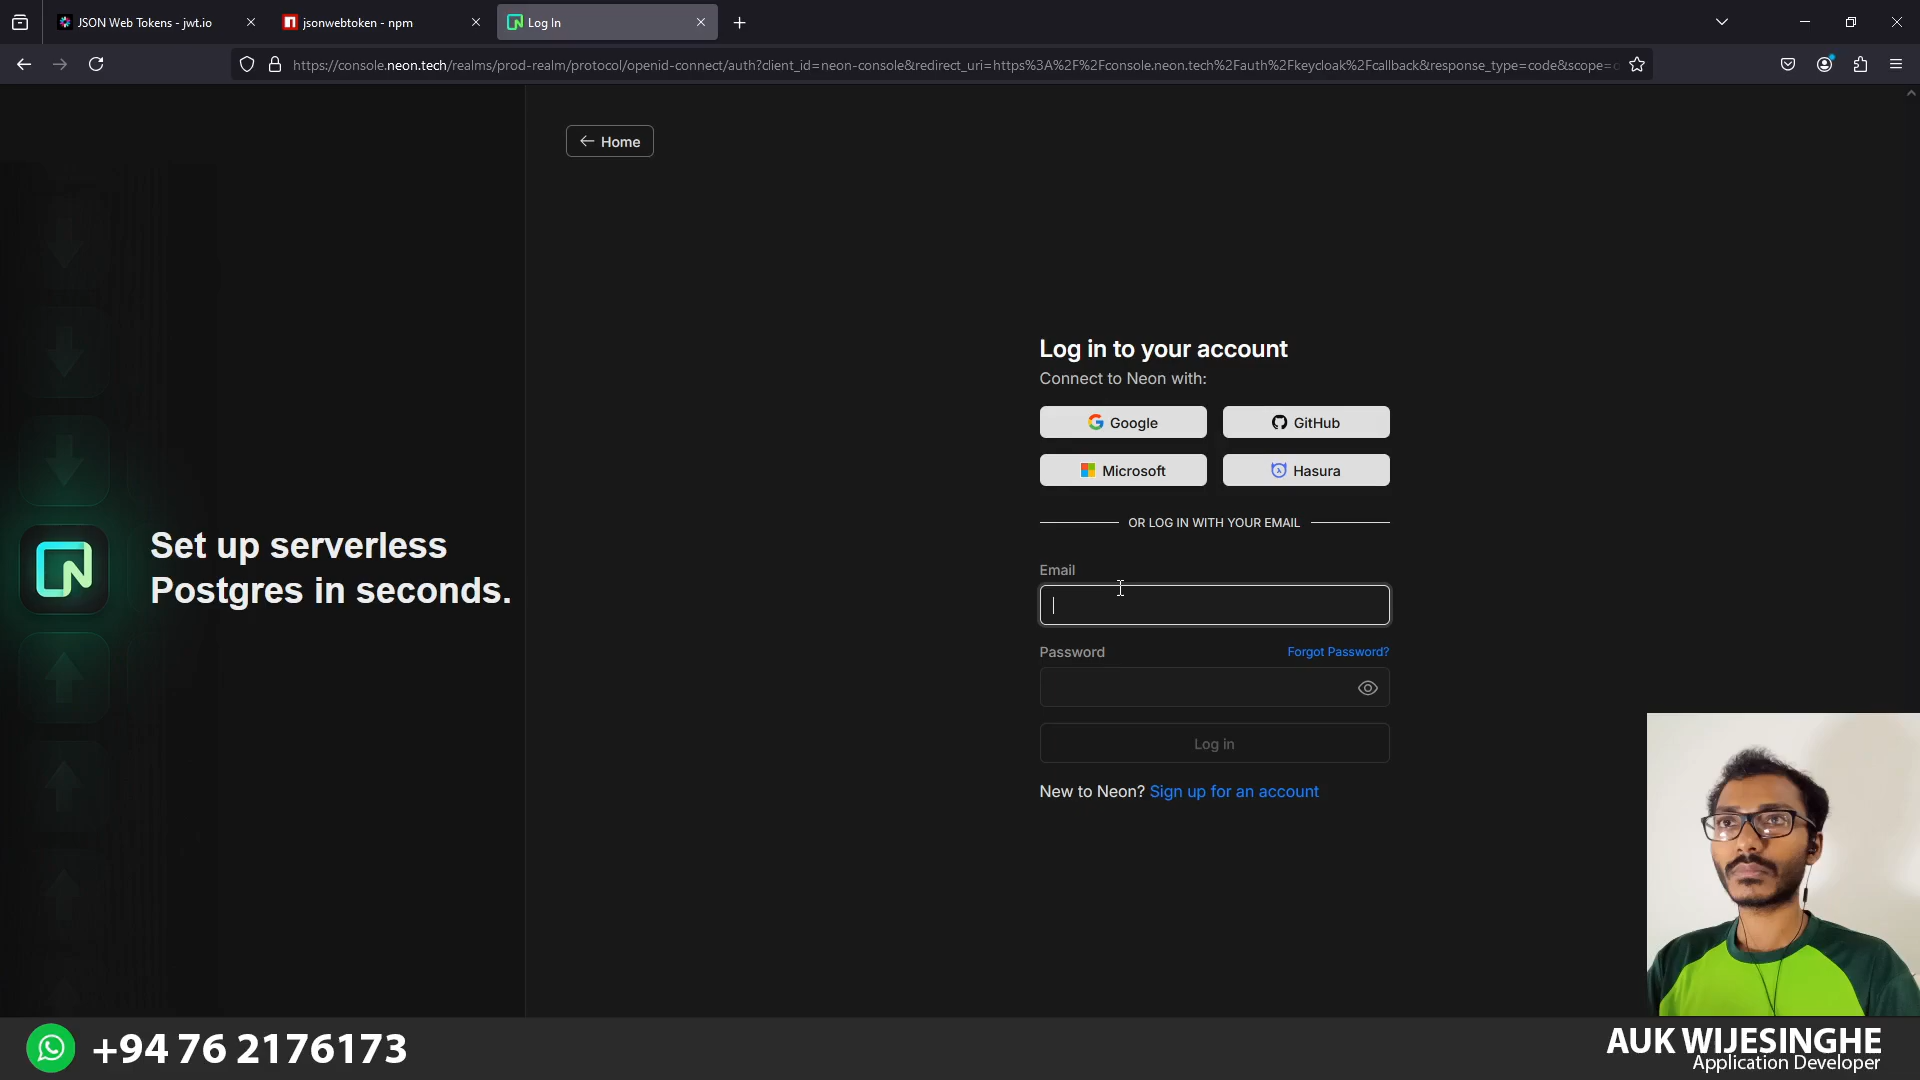 JSON Web Tokens - jwt.io
jsonwebtoken - npm
Log In
https://console.neon.tech/realms/prod-realm/protocol/openid-connect/auth?client_id=neon-console&redirect_uri=https%3A%2F%2Fconsole.neon.tech%2Fauth%2Fkeycloak%2Fcallback&response_type=code&scope=o
Home
Log in to your account
Connect to Neon with:
Google
GitHub
Microsoft
Hasura
OR LOG IN WITH YOUR EMAIL
Set up serverless
Postgres in seconds.
Email
Password
Forgot Password?
Log in
New to Neon? Sign up for an account
+94 76 2176173
AUK WIJESINGHE
Application Developer